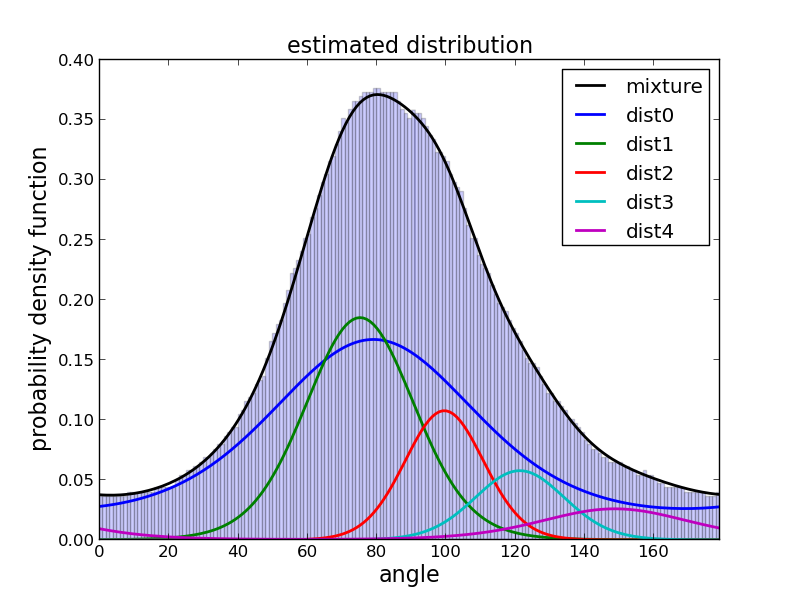 estimated distribution
mixture
dist0
dist1
dist2
dist3
dist4
probability density function
0.40
0.35
0.30
0.25
0.20
0.15
0.10
0.05
0.00
0 20 40 60 80 100 120 140 160
angle